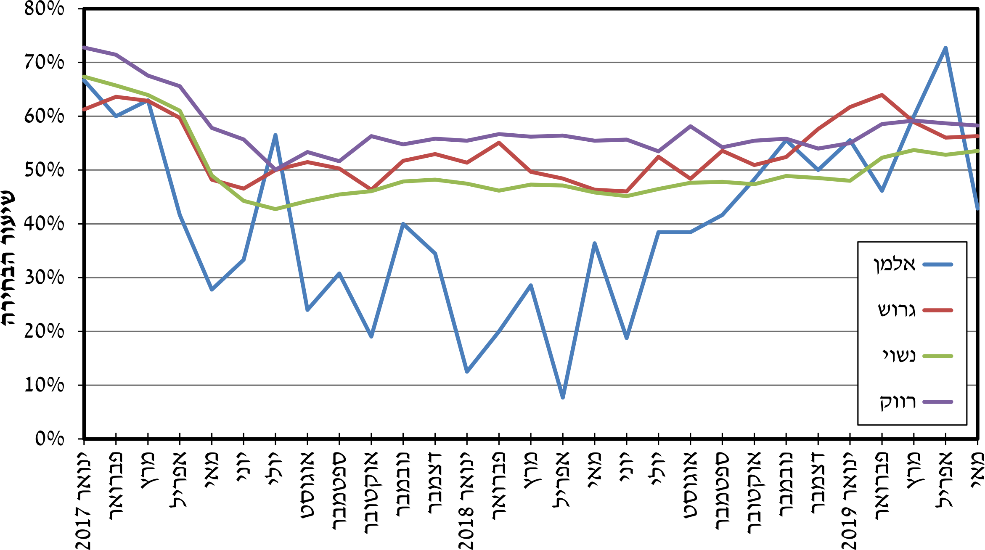 80%
70%
60%
50%
40%
30%
20%
10%
0%
שיעור הבחירה
אלמן
גרוש
נשוי
רווק
ינואר 2017
פברואר
מרץ
אפריל
מאי
יוני
יולי
אוגוסט
ספטמבר
אוקטובר
נובמבר
דצמבר
ינואר 2018
פברואר
מרץ
אפריל
מאי
יוני
יולי
אוגוסט
ספטמבר
אוקטובר
נובמבר
דצמבר
ינואר 2019
פברואר
מרץ
אפריל
מאי